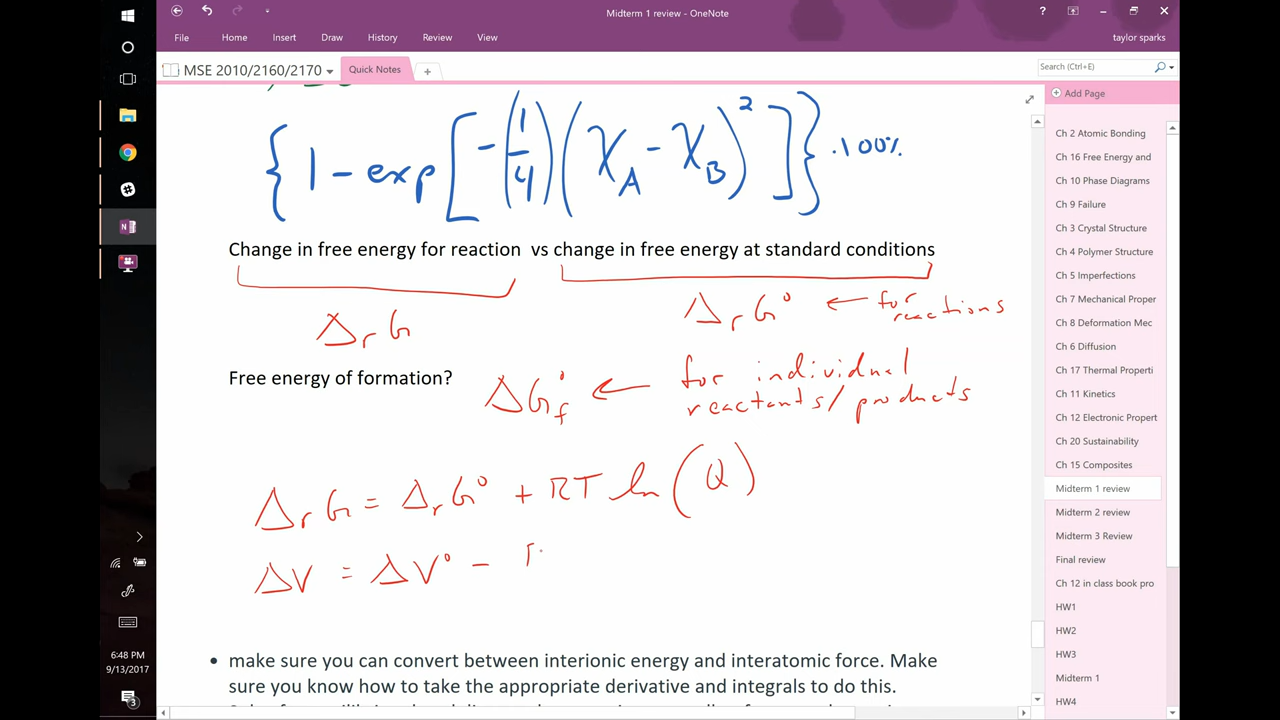 Midterm 1 review - OneNote
?
File Home Insert Draw History Review View
taylor sparks
MSE 2010/2160/2170 Quick Notes +
Search (Ctrl+E)
{1 - exp[-(1/4)(χA - χB)²]}·100%
Change in free energy for reaction vs change in free energy at standard conditions
ΔrG
ΔrG° ← for reactions
Free energy of formation?
ΔGf° ← for individual reactants/products
ΔrG = ΔrG° + RT ln(Q)
ΔV = ΔV° -
• make sure you can convert between interionic energy and interatomic force. Make
sure you know how to take the appropriate derivative and integrals to do this.
Add Page
Ch 2 Atomic Bonding
Ch 16 Free Energy and
Ch 10 Phase Diagrams
Ch 9 Failure
Ch 3 Crystal Structure
Ch 4 Polymer Structure
Ch 5 Imperfections
Ch 7 Mechanical Proper
Ch 8 Deformation Mec
Ch 6 Diffusion
Ch 17 Thermal Properti
Ch 11 Kinetics
Ch 12 Electronic Propert
Ch 20 Sustainability
Ch 15 Composites
Midterm 1 review
Midterm 2 review
Midterm 3 Review
Final review
Ch 12 in class book pro
HW1
HW2
HW3
Midterm 1
HW4
6:48 PM
9/13/2017
3